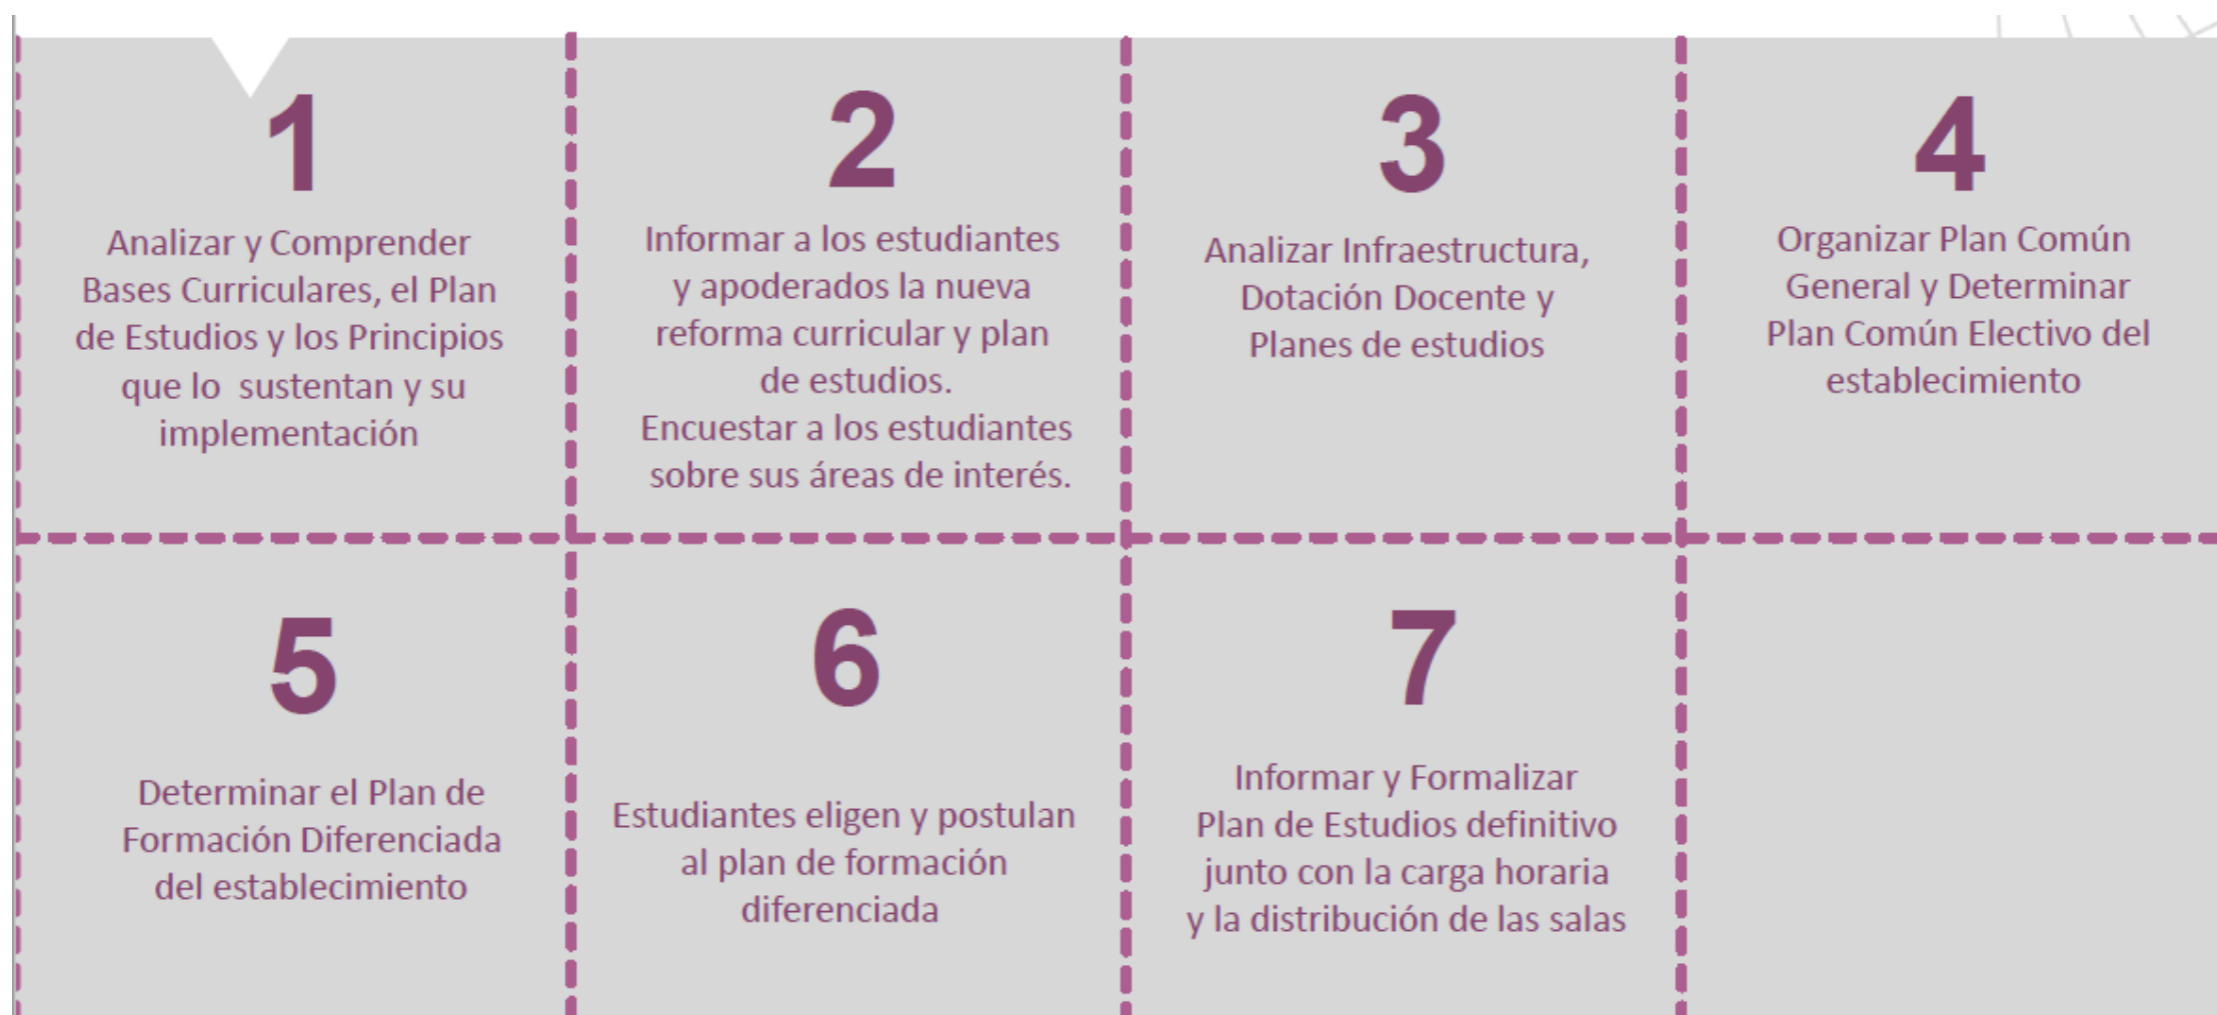 1
Analizar y Comprender
Bases Curriculares, el Plan
de Estudios y los Principios
que lo sustentan y su
implementación
2
Informar a los estudiantes
y apoderados la nueva
reforma curricular y plan
de estudios.
Encuestar a los estudiantes
sobre sus áreas de interés.
3
Analizar Infraestructura,
Dotación Docente y
Planes de estudios
4
Organizar Plan Común
General y Determinar
Plan Común Electivo del
establecimiento
5
Determinar el Plan de
Formación Diferenciada
del establecimiento
6
Estudiantes eligen y postulan
al plan de formación
diferenciada
7
Informar y Formalizar
Plan de Estudios definitivo
junto con la carga horaria
y la distribución de las salas